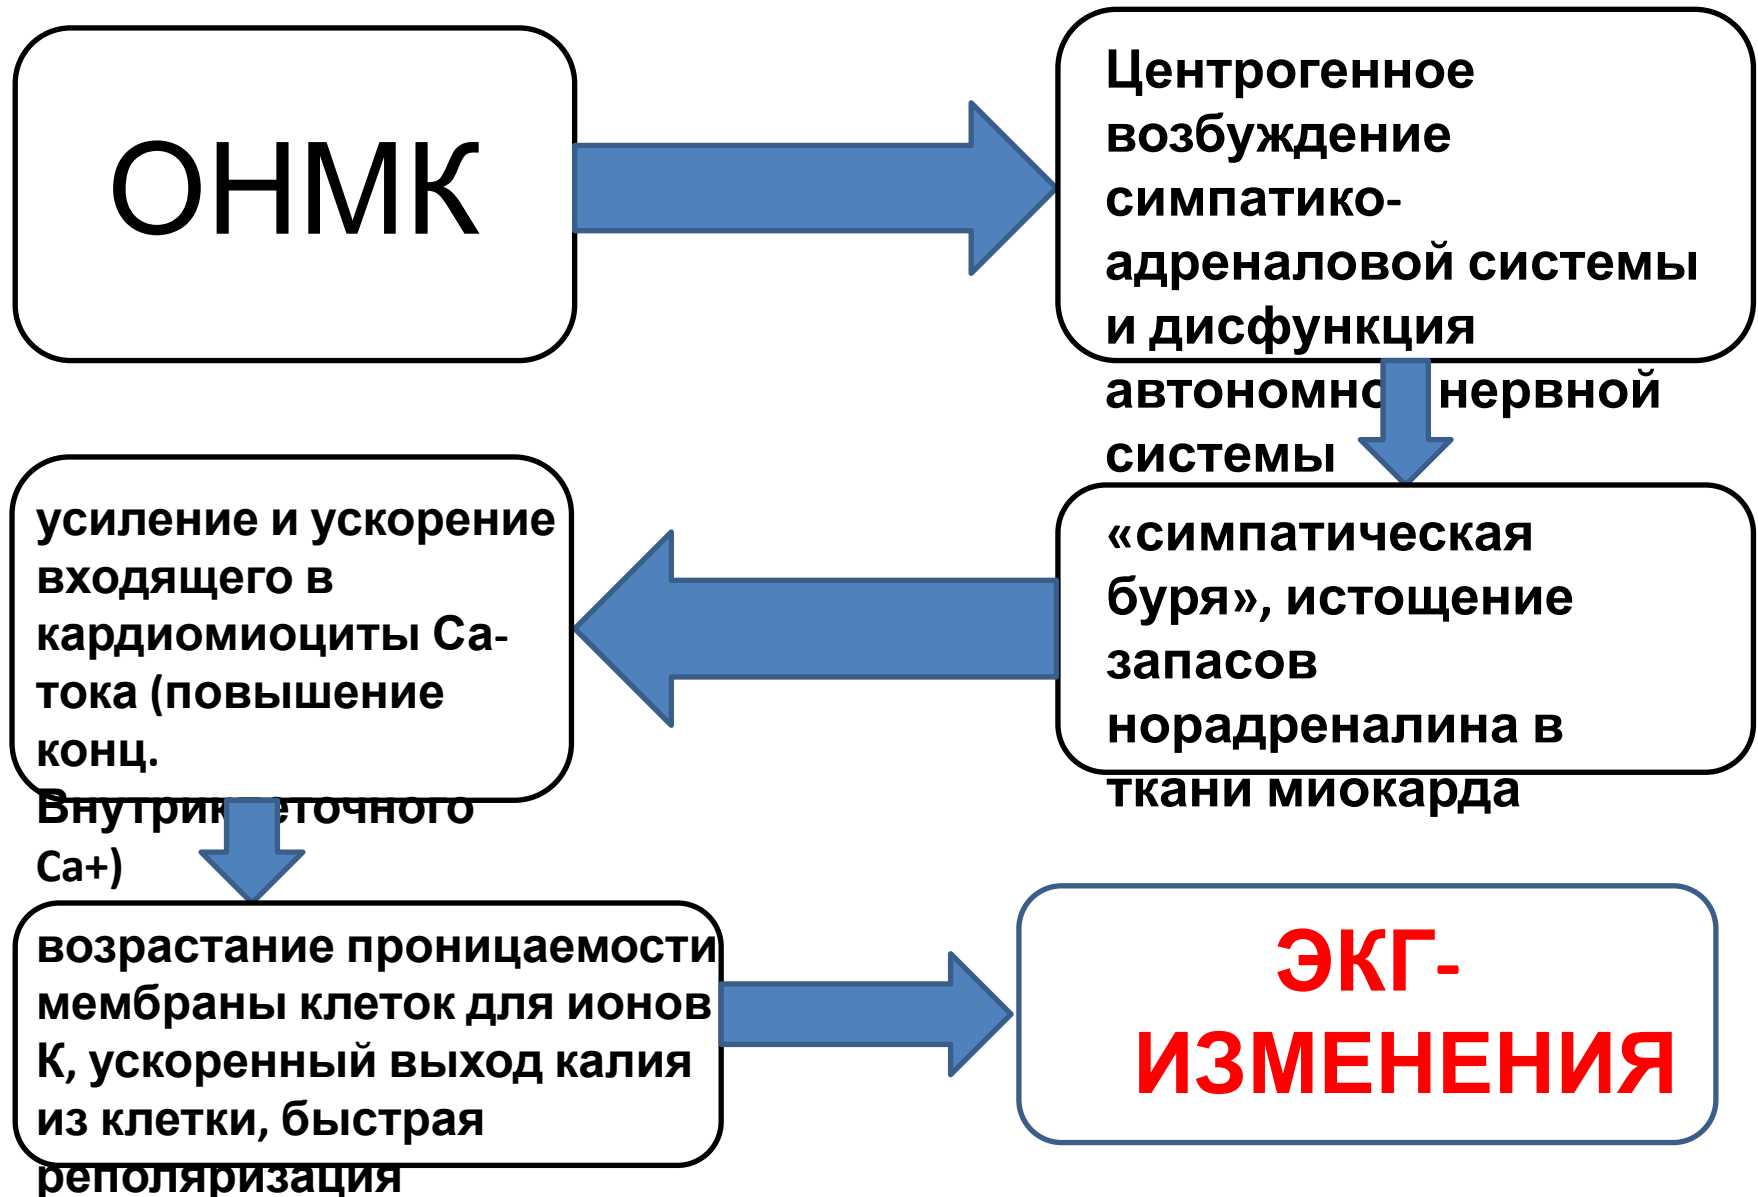 ОНМК
Центрогенное
возбуждение
симпатико-
адреналовой системы
и дисфункция
нервной
системы
«симпатическая
буря», истощение
запасов
норадреналина в
ткани миокарда
усиление и ускорение
входящего в
кардиомиоциты Са-
тока (повышение
конц.
Внутриклеточного
Са+)
возрастание проницаемости
мембраны клеток для ионов
К, ускоренный выход калия
из клетки, быстрая
реполяризация
ЭКГ-
ИЗМЕНЕНИЯ